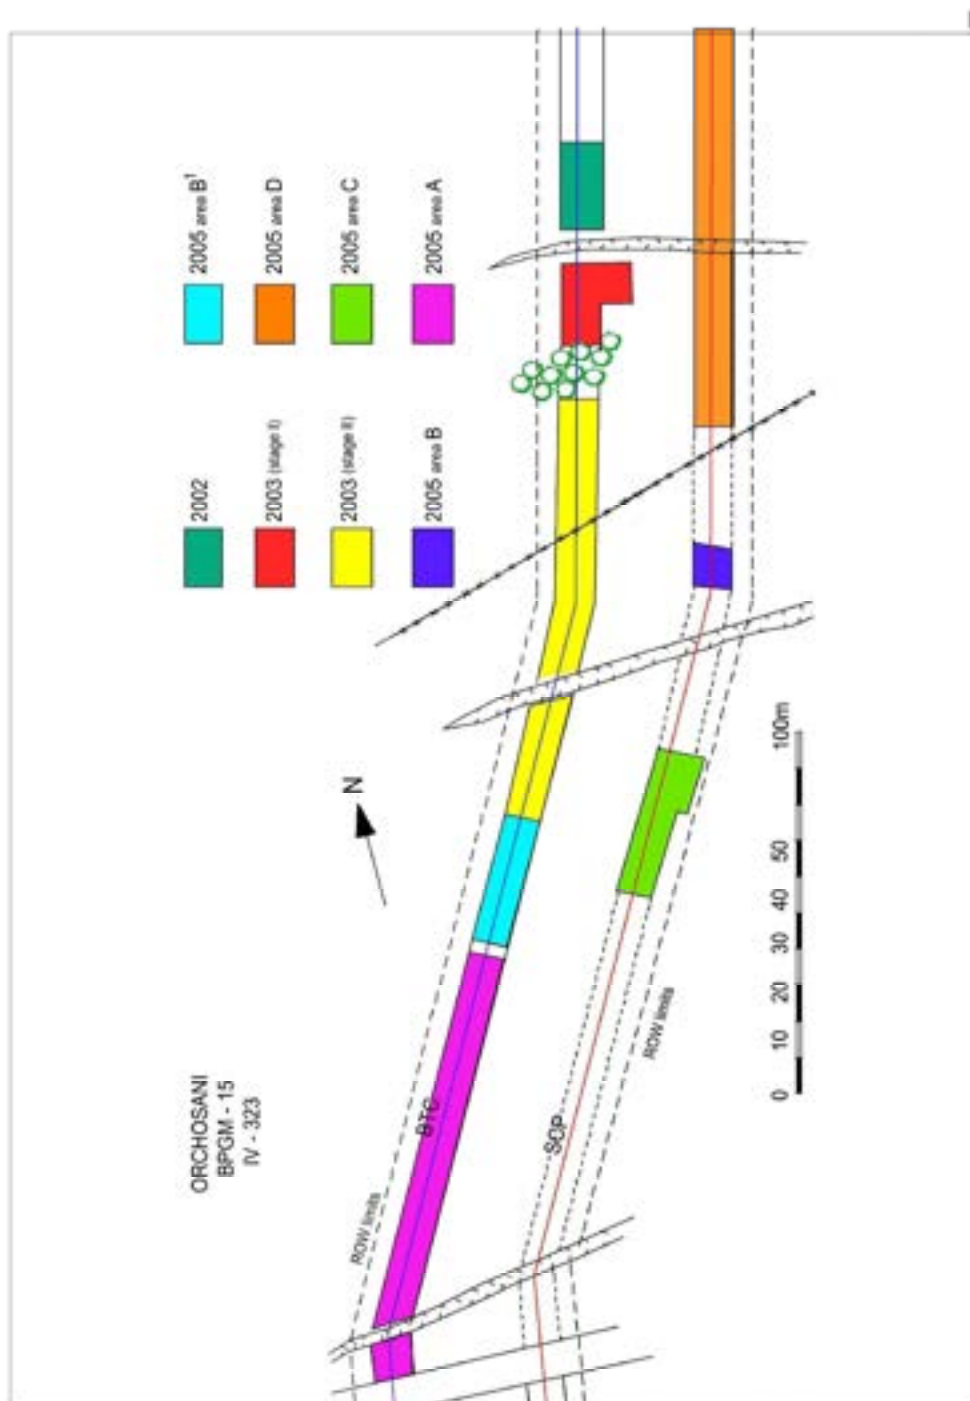 ORCHOSANI
BPGM - 15
IV - 323
2002
2003 (stage I)
2003 (stage II)
2005 area B
2005 area B¹
2005 area D
2005 area C
2005 area A
N
BTC
SCP
ROW limits
ROW limits
0 10 20 30 40 50 100m